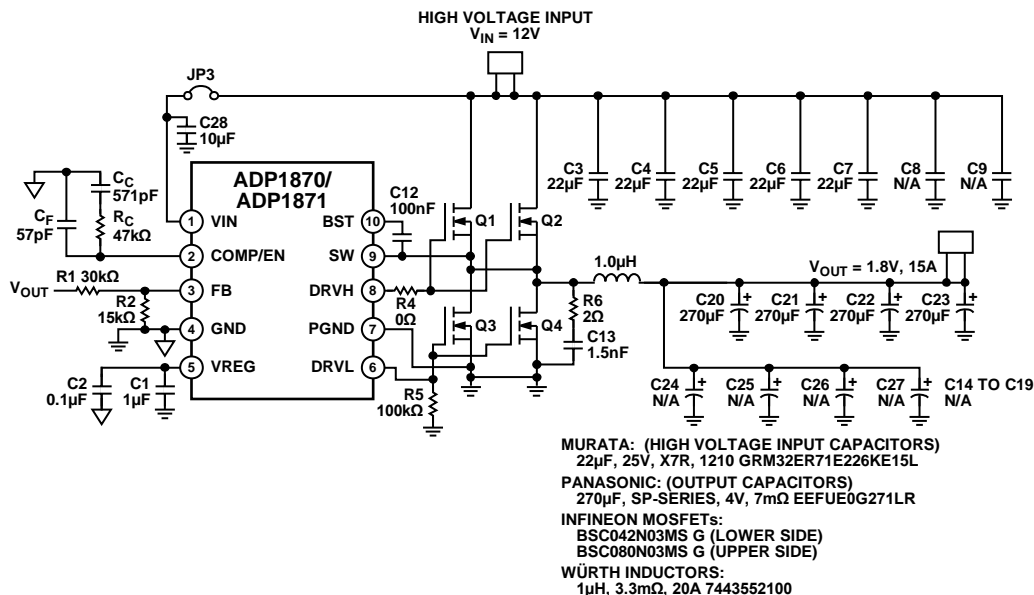 HIGH VOLTAGE INPUT
VIN = 12V
JP3
C28
10µF
C3
22µF
C4
22µF
C5
22µF
C6
22µF
C7
22µF
C8
N/A
C9
N/A
CC
571pF
CF
57pF
RC
47kΩ
ADP1870/
ADP1871
1 VIN
2 COMP/EN
3 FB
4 GND
5 VREG
BST 10
SW 9
DRVH 8
PGND 7
DRVL 6
C12
100nF
Q1
Q2
VOUT
R1 30kΩ
R2
15kΩ
R4
0Ω
Q3
Q4
1.0µH
R6
2Ω
C13
1.5nF
VOUT = 1.8V, 15A
C20
270µF
+
C21
270µF
+
C22
270µF
+
C23
270µF
+
C2
0.1µF
C1
1µF
R5
100kΩ
C24
N/A
+
C25
N/A
+
C26
N/A
+
C27
N/A
+
C14 TO C19
N/A
MURATA: (HIGH VOLTAGE INPUT CAPACITORS)
22µF, 25V, X7R, 1210 GRM32ER71E226KE15L
PANASONIC: (OUTPUT CAPACITORS)
270µF, SP-SERIES, 4V, 7mΩ EEFUE0G271LR
INFINEON MOSFETs:
BSC042N03MS G (LOWER SIDE)
BSC080N03MS G (UPPER SIDE)
WÜRTH INDUCTORS:
1µH, 3.3mΩ, 20A 7443552100